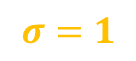 σ = 1